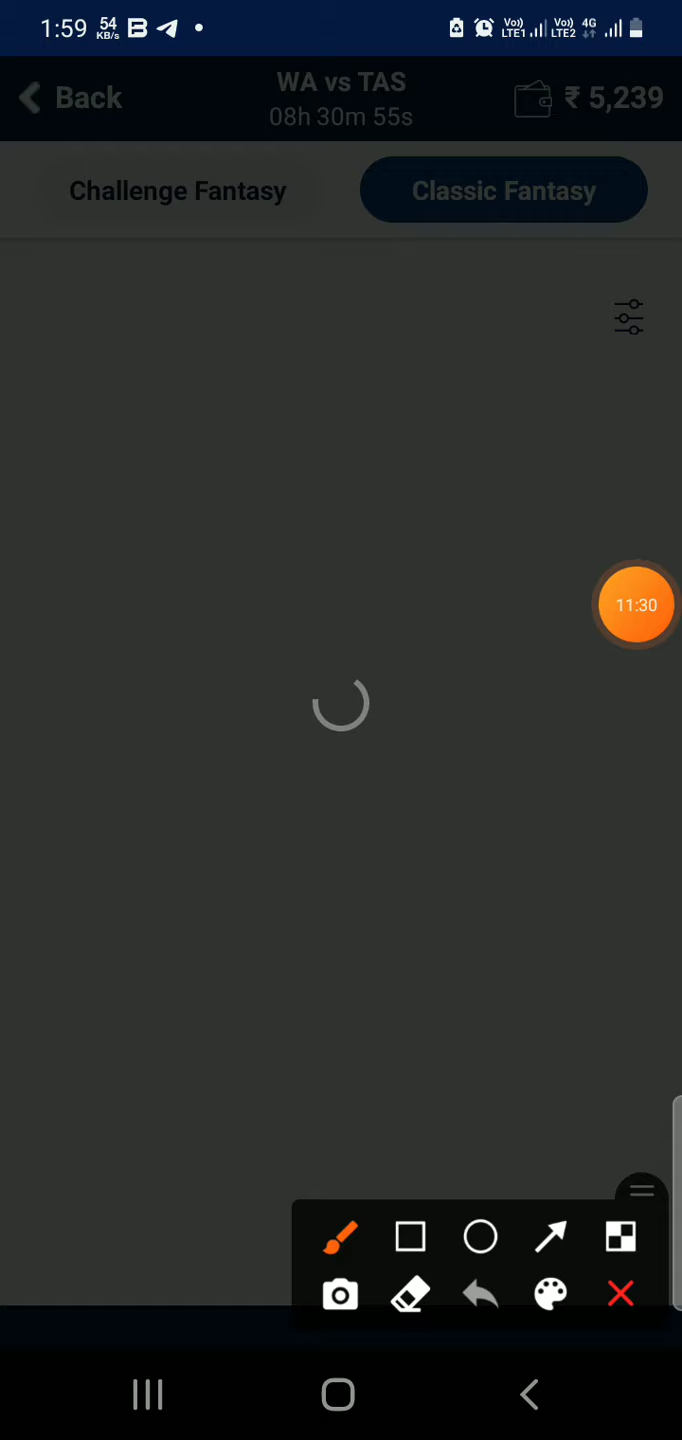 1:59 54 KB/s Vo) LTE1 Vo) LTE2 4G
WA vs TAS
Back
₹ 5,239
08h 30m 55s
Challenge Fantasy
Classic Fantasy
11:30